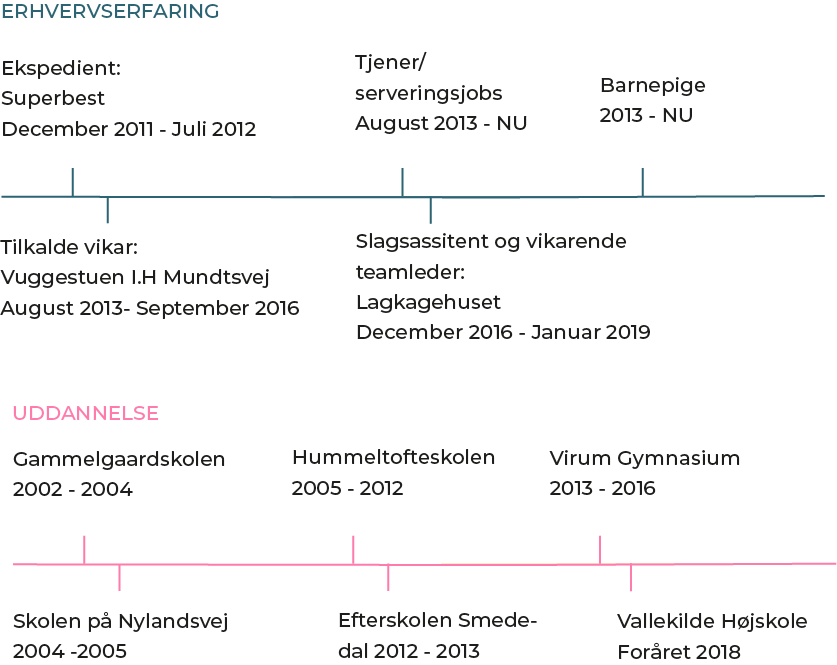 ERHVERVSERFARING
Ekspedient:
Superbest
December 2011 - Juli 2012
Tjener/
serveringsjobs
August 2013 - NU
Barnepige
2013 - NU
Tilkalde vikar:
Vuggestuen I.H Mundtsvej
August 2013- September 2016
Slagsassitent og vikarende
teamleder:
Lagkagehuset
December 2016 - Januar 2019
UDDANNELSE
Gammelgaardskolen
2002 - 2004
Hummeltofteskolen
2005 - 2012
Virum Gymnasium
2013 - 2016
Skolen på Nylandsvej
2004 -2005
Efterskolen Smede-
dal 2012 - 2013
Vallekilde Højskole
Foråret 2018